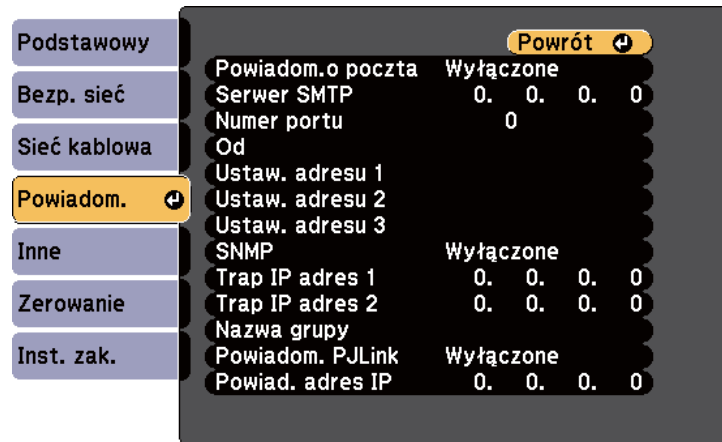 Podstawowy
Bezp. sieć
Sieć kablowa
Powiadom.
Inne
Zerowanie
Inst. zak.
Powrót
Powiadom.o poczta Wyłączone
Serwer SMTP 0. 0. 0. 0
Numer portu 0
Od
Ustaw. adresu 1
Ustaw. adresu 2
Ustaw. adresu 3
SNMP Wyłączone
Trap IP adres 1 0. 0. 0. 0
Trap IP adres 2 0. 0. 0. 0
Nazwa grupy
Powiadom. PJLink Wyłączone
Powiad. adres IP 0. 0. 0. 0